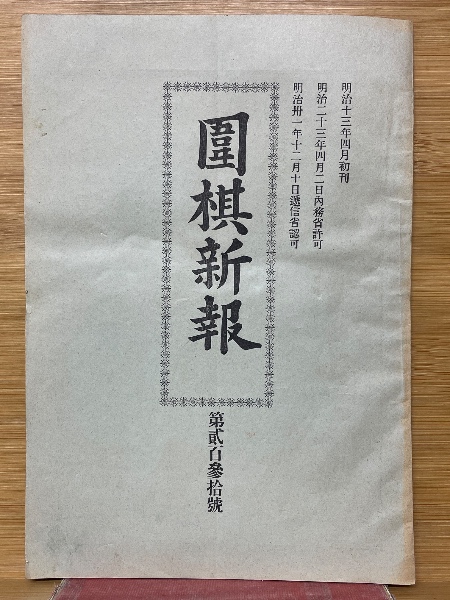 明治十三年四月初刊
明治二十三年四月二日內務省許可
明治卅一年十二月十日遞信省認可
圍棋新報
第貳百參拾號